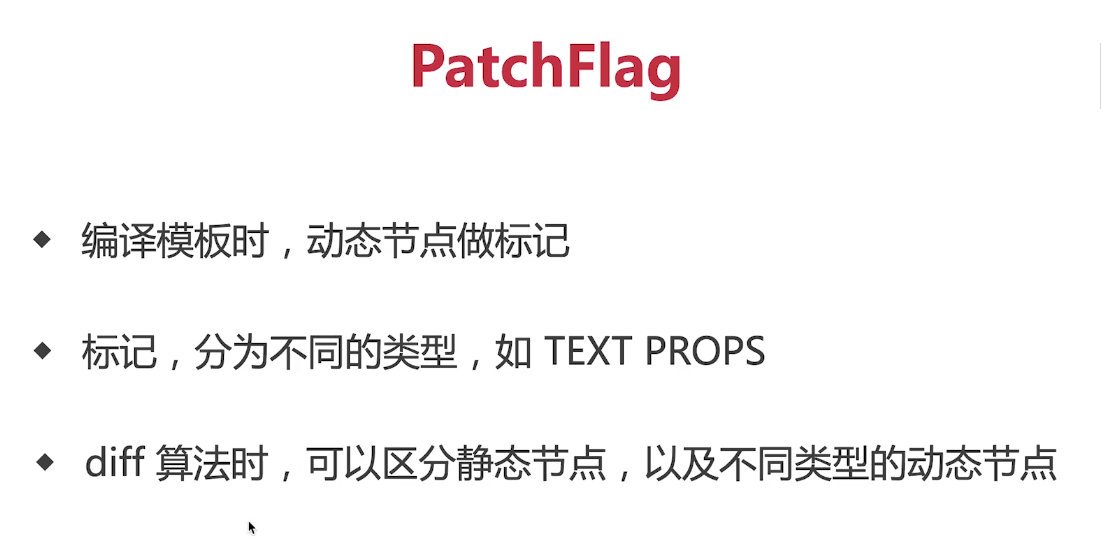 PatchFlag
编译模板时，动态节点做标记
标记，分为不同的类型，如 TEXT PROPS
diff 算法时，可以区分静态节点，以及不同类型的动态节点